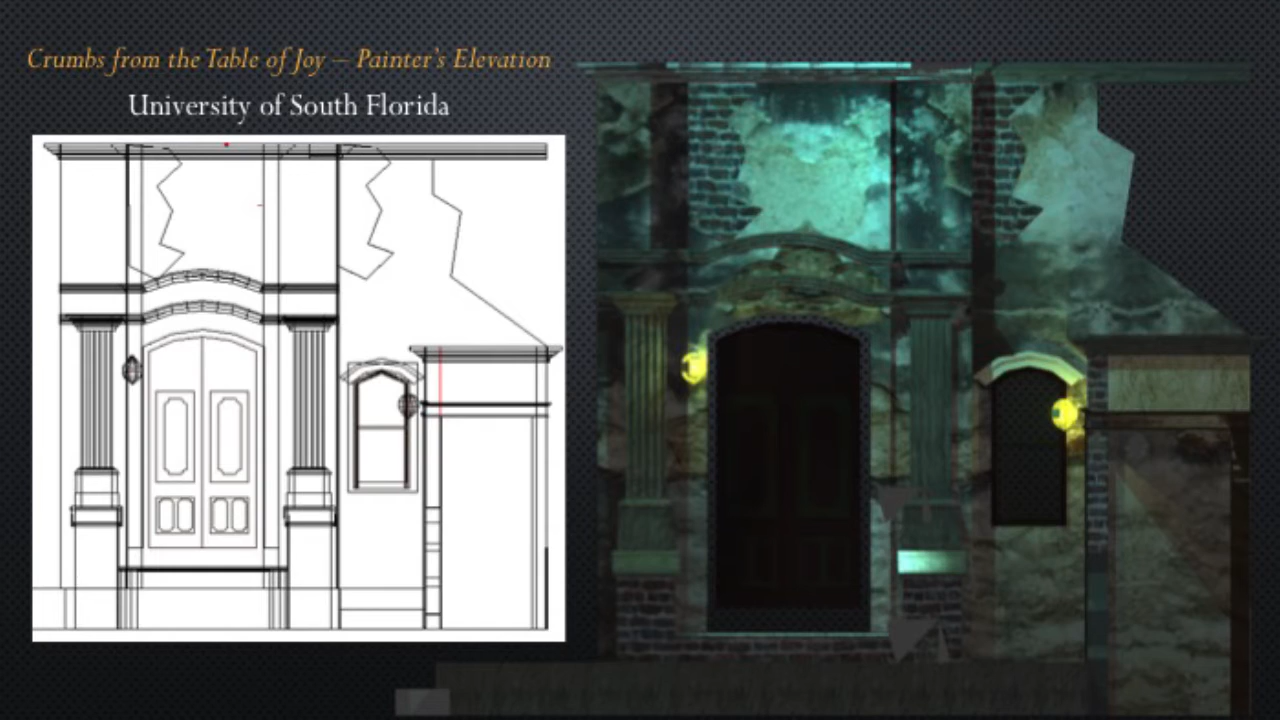 Crumbs from the Table of Joy – Painter's Elevation
University of South Florida